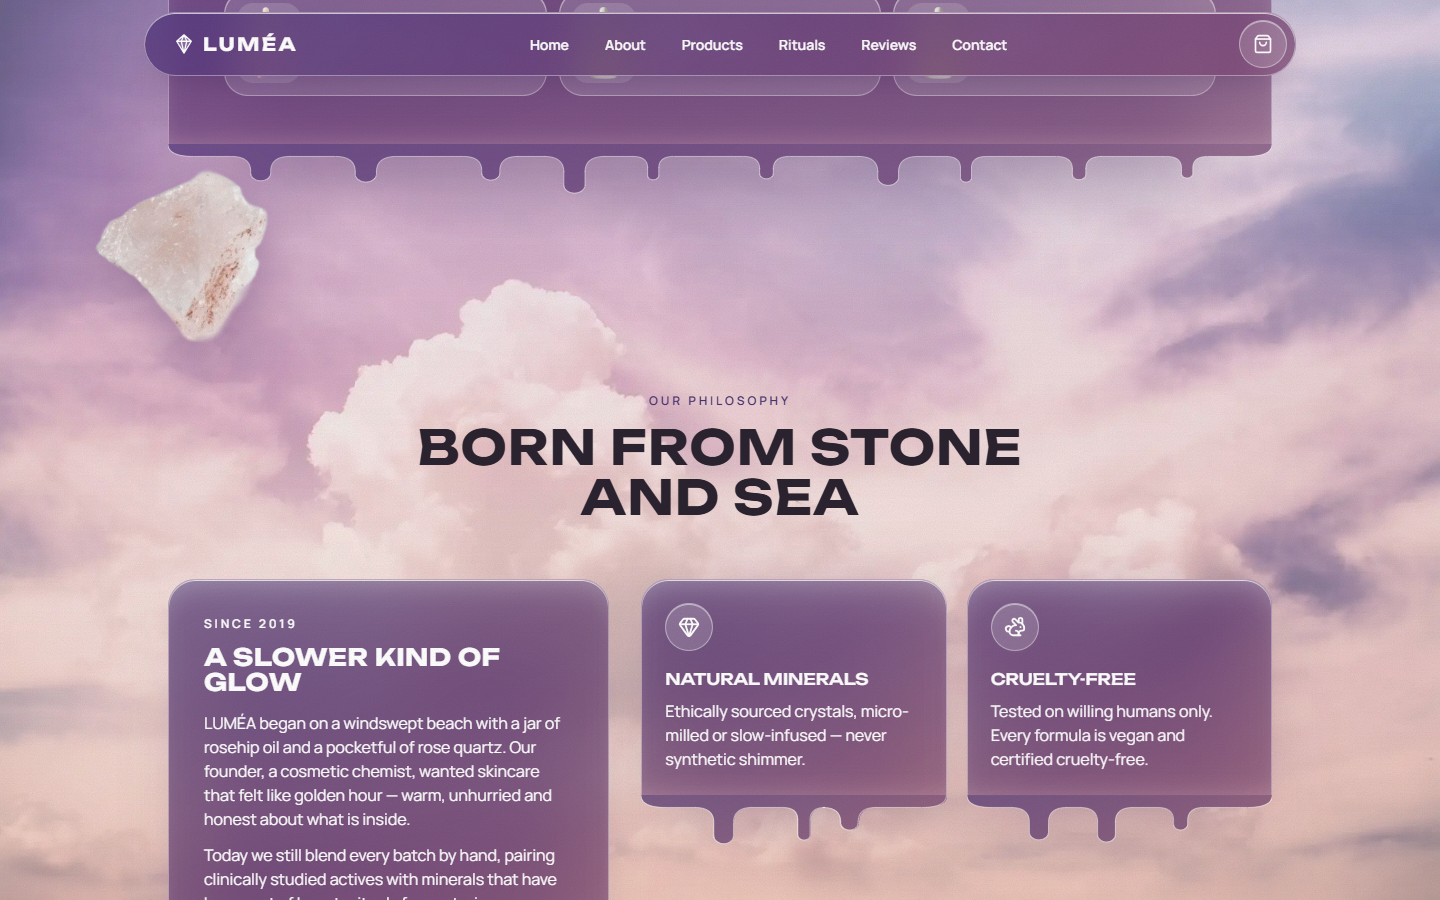 LUMÉA
Home
About
Products
Rituals
Reviews
Contact
OUR PHILOSOPHY
BORN FROM STONE
AND SEA
SINCE 2019
A SLOWER KIND OF
GLOW
LUMÉA began on a windswept beach with a jar of
rosehip oil and a pocketful of rose quartz. Our
founder, a cosmetic chemist, wanted skincare
that felt like golden hour — warm, unhurried and
honest about what is inside.
Today we still blend every batch by hand, pairing
clinically studied actives with minerals that have
NATURAL MINERALS
Ethically sourced crystals, micro-
milled or slow-infused — never
synthetic shimmer.
CRUELTY-FREE
Tested on willing humans only.
Every formula is vegan and
certified cruelty-free.